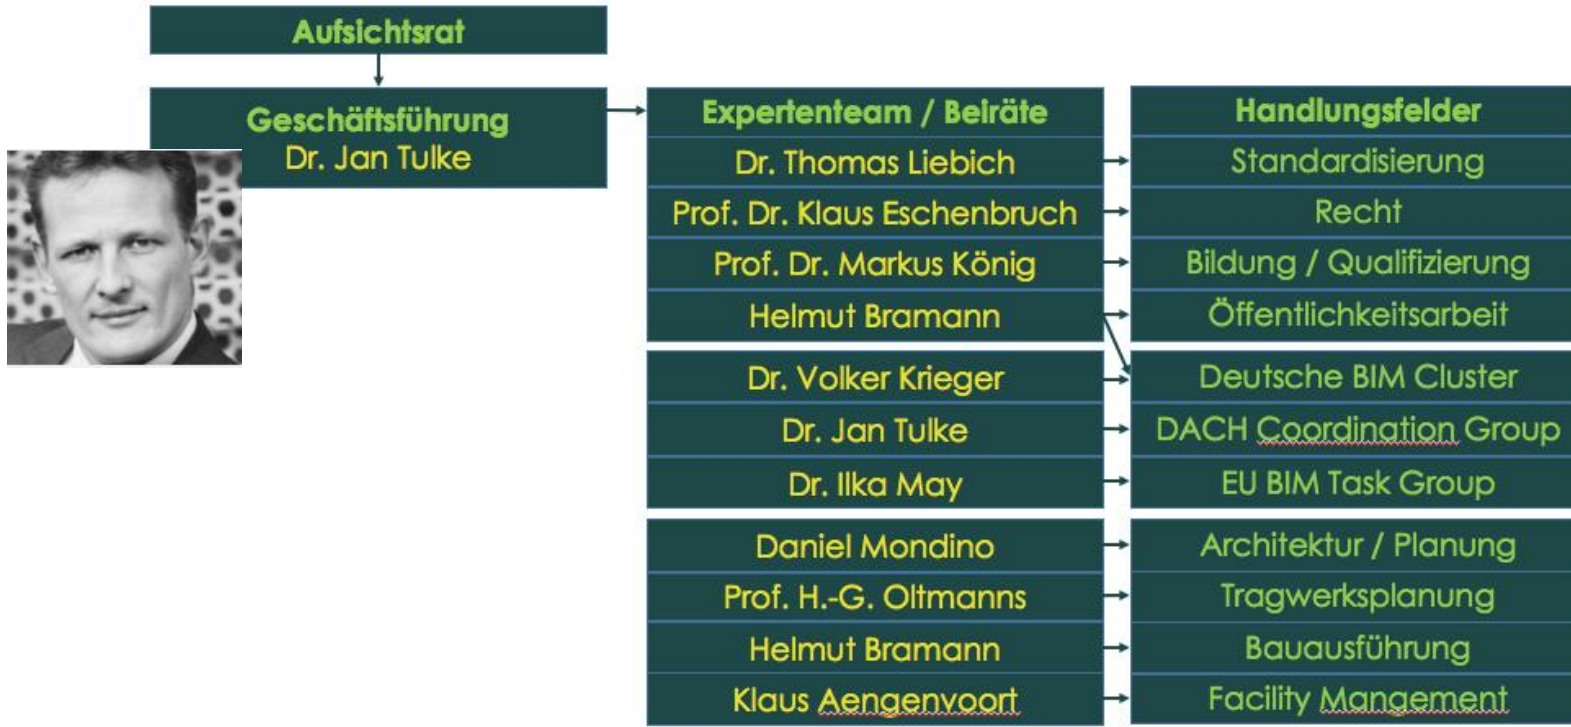 Aufsichtsrat
Geschäftsführung
Dr. Jan Tulke
Expertenteam / Beiräte
Handlungsfelder
Dr. Thomas Liebich
Standardisierung
Prof. Dr. Klaus Eschenbruch
Recht
Prof. Dr. Markus König
Bildung / Qualifizierung
Helmut Bramann
Öffentlichkeitsarbeit
Dr. Volker Krieger
Deutsche BIM Cluster
Dr. Jan Tulke
DACH Coordination Group
Dr. Ilka May
EU BIM Task Group
Daniel Mondino
Architektur / Planung
Prof. H.-G. Oltmanns
Tragwerksplanung
Helmut Bramann
Bauausführung
Klaus Aengenvoort
Facility Mangement